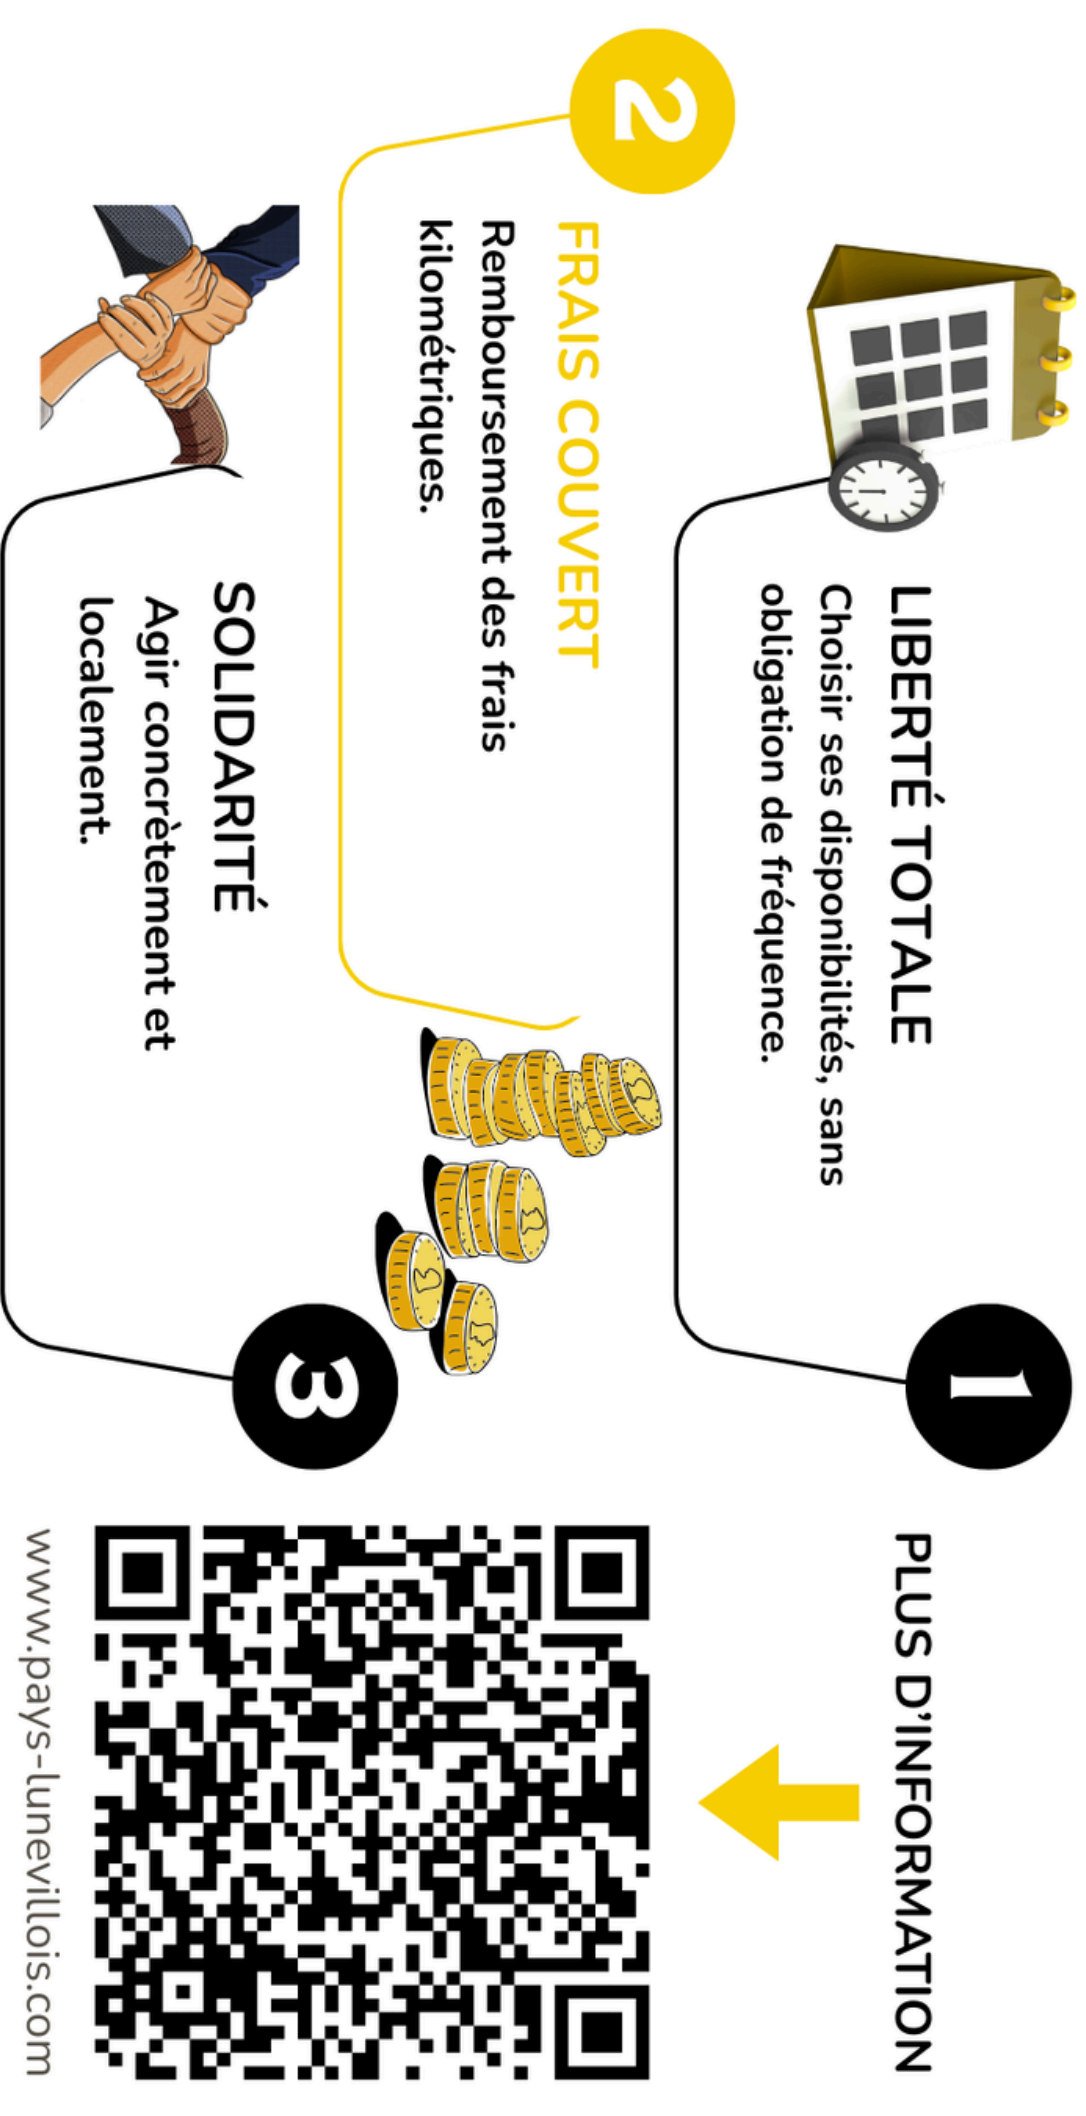 1
LIBERTÉ TOTALE
Choisir ses disponibilités, sans
obligation de fréquence.
2
FRAIS COUVERT
Remboursement des frais
kilométriques.
3
SOLIDARITÉ
Agir concrètement et
localement.
PLUS D'INFORMATION
www.pays-lunevillois.com